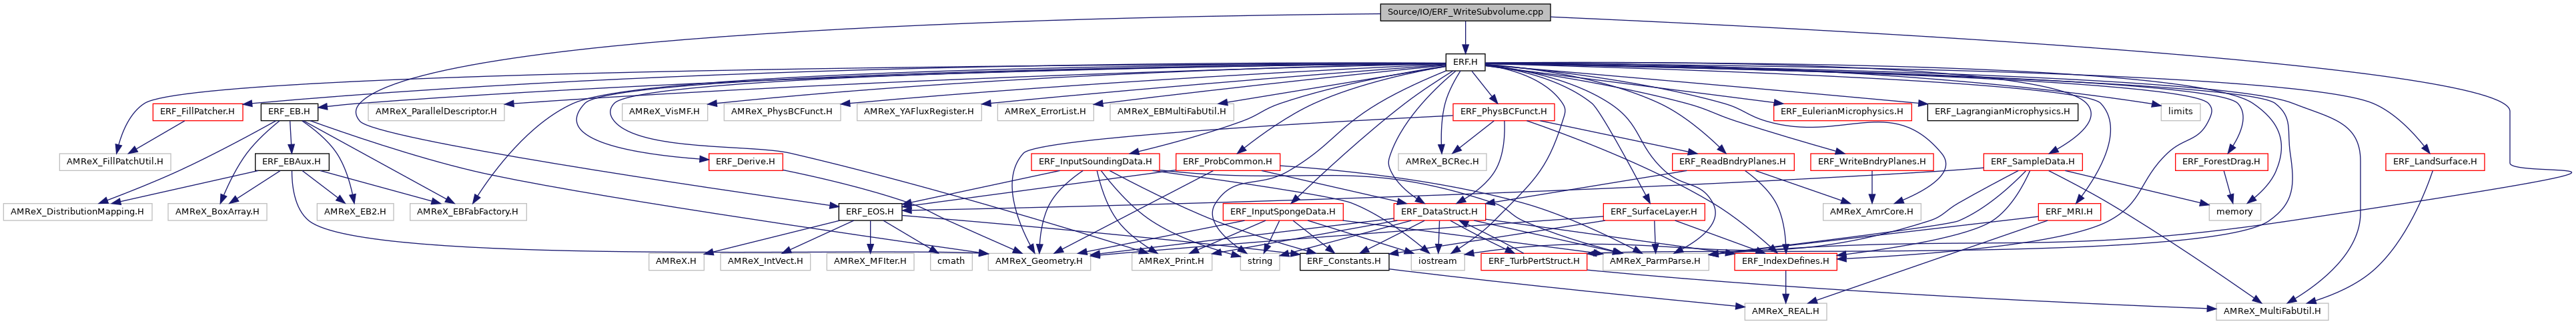 Source/IO/ERF_WriteSubvolume.cpp
ERF.H
ERF_FillPatcher.H
ERF_EB.H
AMReX_ParallelDescriptor.H
AMReX_VisMF.H
AMReX_PhysBCFunct.H
AMReX_YAFluxRegister.H
AMReX_ErrorList.H
AMReX_EBMultiFabUtil.H
ERF_PhysBCFunct.H
ERF_EulerianMicrophysics.H
ERF_LagrangianMicrophysics.H
limits
AMReX_FillPatchUtil.H
ERF_EBAux.H
ERF_Derive.H
ERF_InputSoundingData.H
ERF_ProbCommon.H
AMReX_BCRec.H
ERF_ReadBndryPlanes.H
ERF_WriteBndryPlanes.H
ERF_SampleData.H
ERF_ForestDrag.H
ERF_LandSurface.H
AMReX_DistributionMapping.H
AMReX_BoxArray.H
AMReX_EB2.H
AMReX_EBFabFactory.H
ERF_EOS.H
ERF_InputSpongeData.H
ERF_DataStruct.H
ERF_SurfaceLayer.H
AMReX_AmrCore.H
ERF_MRI.H
memory
AMReX.H
AMReX_IntVect.H
AMReX_MFIter.H
cmath
AMReX_Geometry.H
AMReX_Print.H
string
ERF_Constants.H
iostream
ERF_TurbPertStruct.H
AMReX_ParmParse.H
ERF_IndexDefines.H
AMReX_REAL.H
AMReX_MultiFabUtil.H